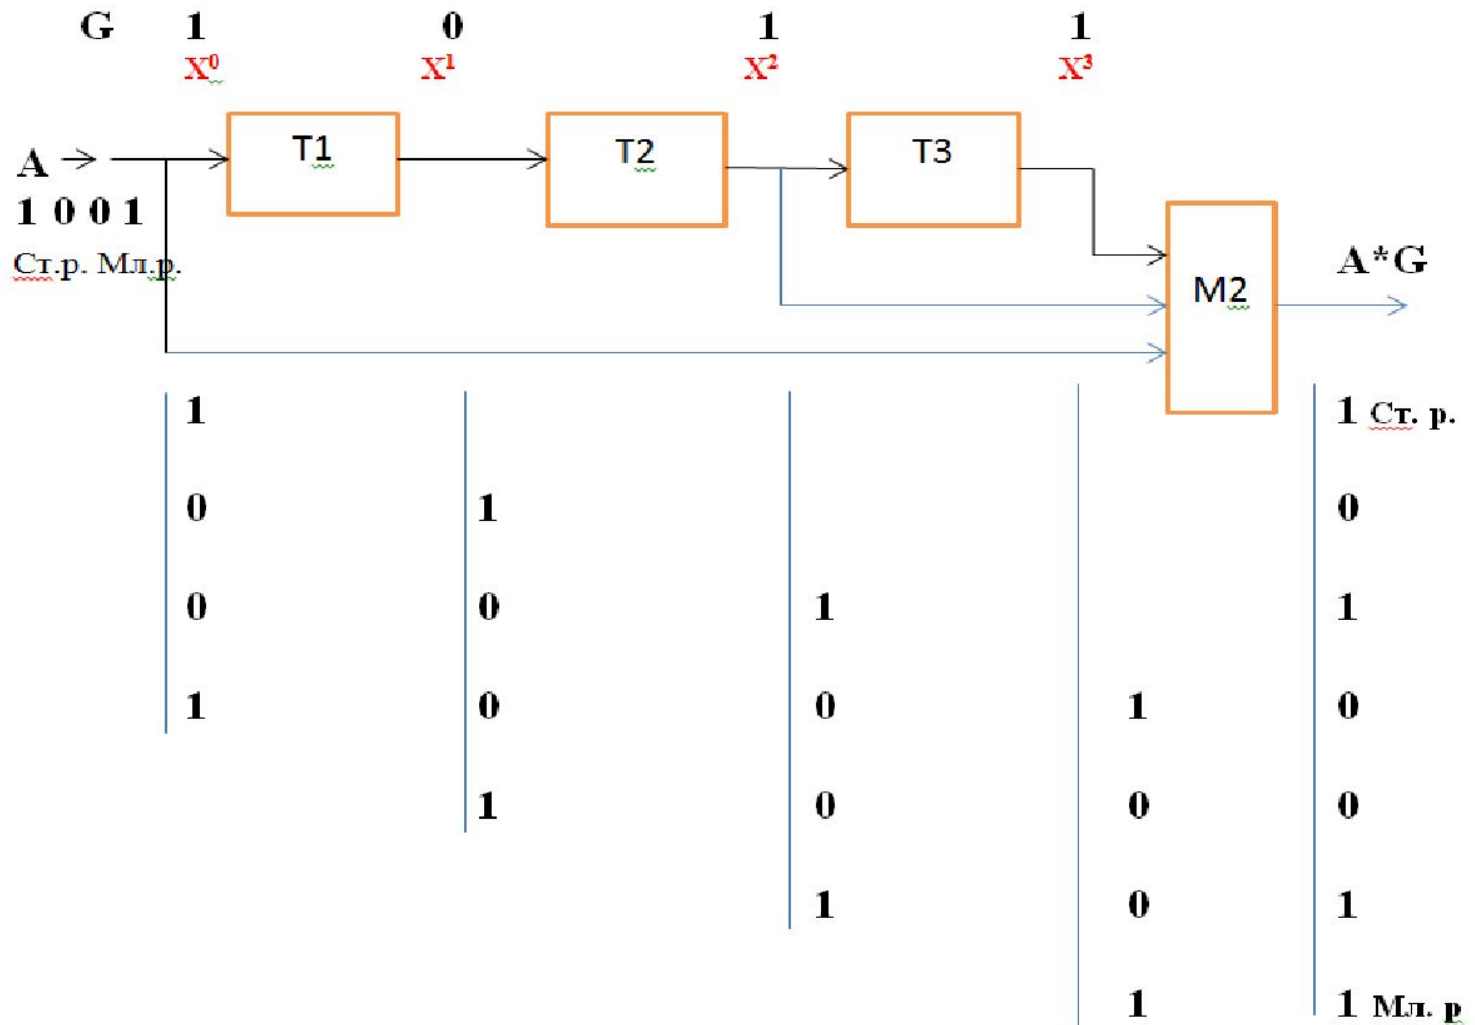 G 1 0 1 1
X⁰ X¹ X² X³
T1 T2 T3
A
1 0 0 1
Ст.р. Мл.р.
M2
A*G
1 1 Ст. р.
0 1 0
0 0 1 1
1 0 0 1 0
1 0 0 0
1 0 1
1 1 Мл. р